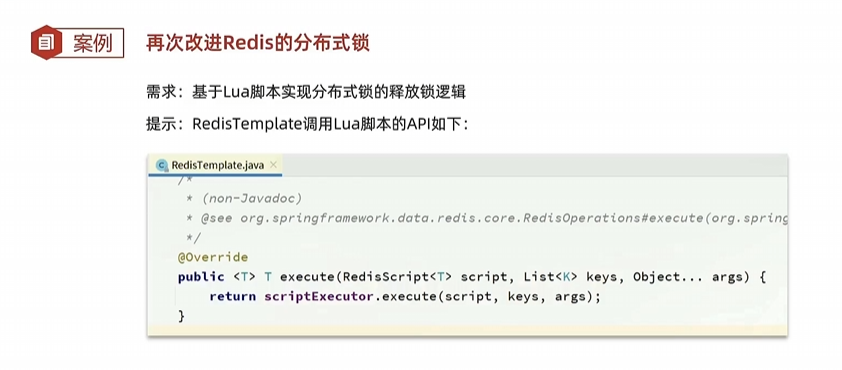 案例
再次改进Redis的分布式锁
需求：基于Lua脚本实现分布式锁的释放锁逻辑
提示：RedisTemplate调用Lua脚本的API如下：
RedisTemplate.java
/*
* (non-Javadoc)
* @see org.springframework.data.redis.core.RedisOperations#execute(org.spring
*/
@Override
public <T> T execute(RedisScript<T> script, List<K> keys, Object... args) {
return scriptExecutor.execute(script, keys, args);
}